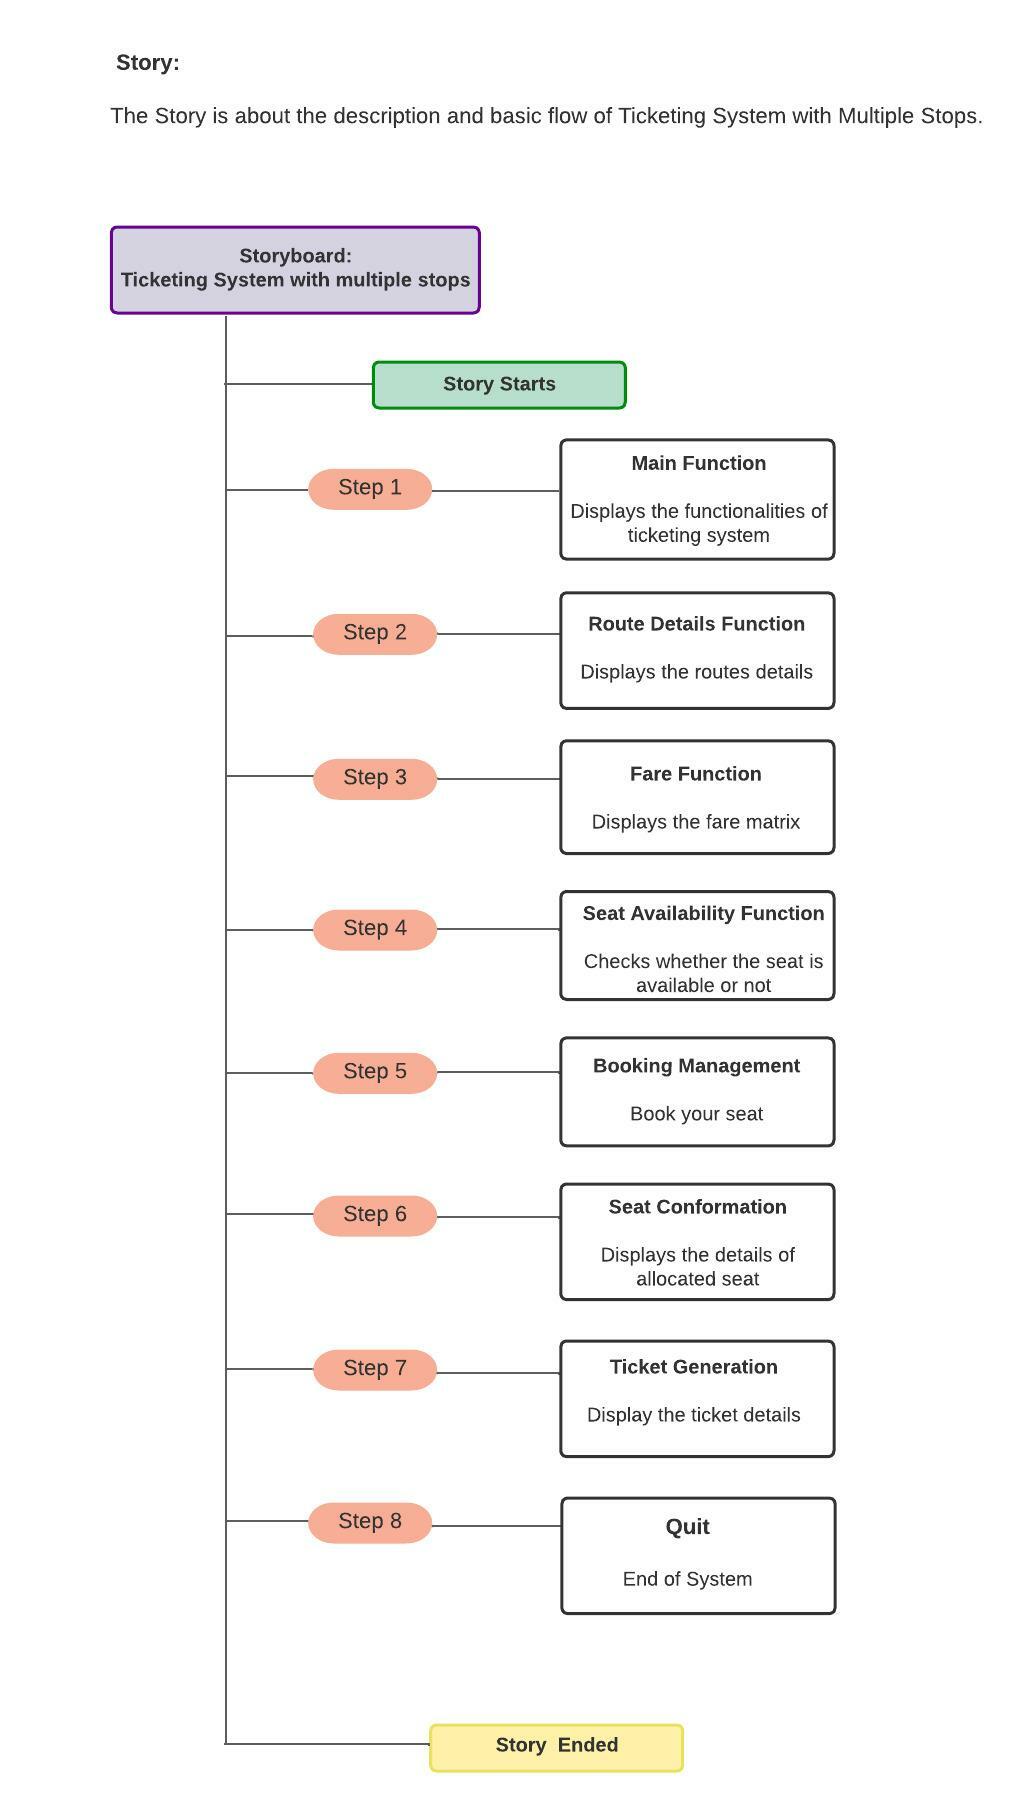 Story:
The Story is about the description and basic flow of Ticketing System with Multiple Stops.
Storyboard:
Ticketing System with multiple stops
Story Starts
Step 1
Main Function
Displays the functionalities of
ticketing system
Step 2
Route Details Function
Displays the routes details
Step 3
Fare Function
Displays the fare matrix
Step 4
Seat Availability Function
Checks whether the seat is
available or not
Step 5
Booking Management
Book your seat
Step 6
Seat Conformation
Displays the details of
allocated seat
Step 7
Ticket Generation
Display the ticket details
Step 8
Quit
End of System
Story Ended